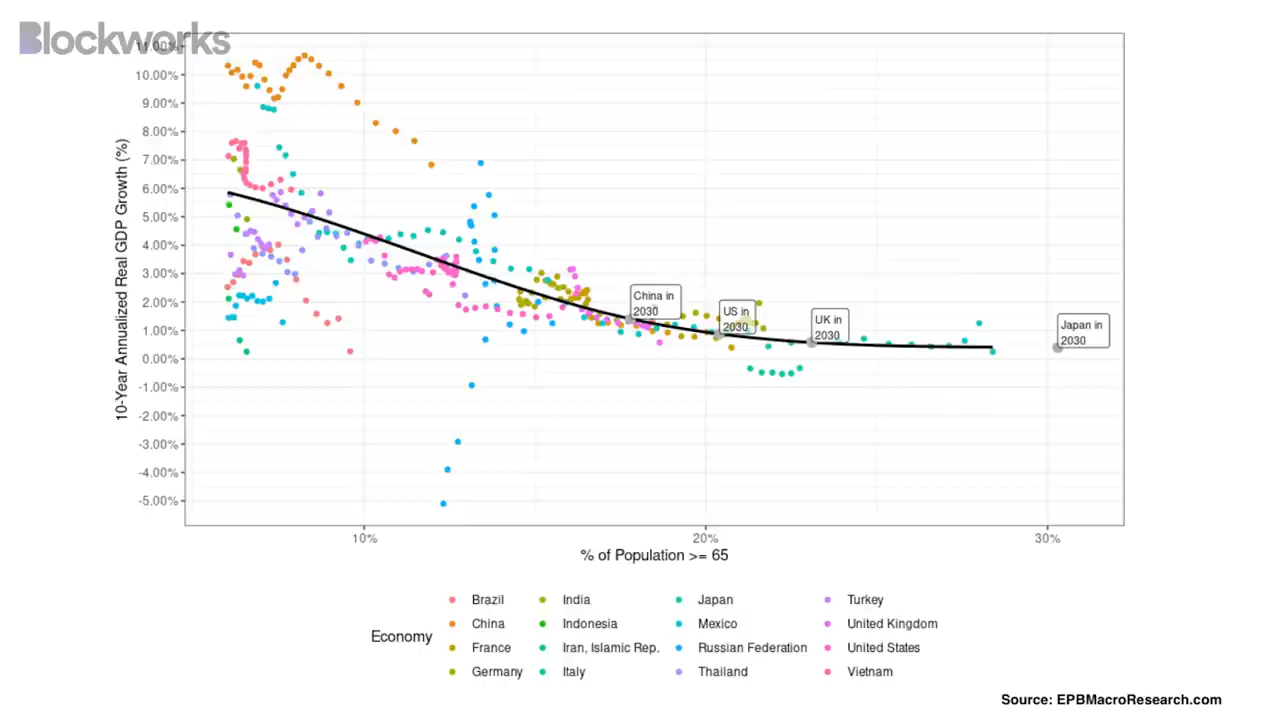 Blockworks
11.00%
10.00%
9.00%
8.00%
7.00%
6.00%
5.00%
4.00%
3.00%
2.00%
1.00%
0.00%
-1.00%
-2.00%
-3.00%
-4.00%
-5.00%
10-Year Annualized Real GDP Growth (%)
China in
2030
US in
2030
UK in
2030
Japan in
2030
10%
20%
30%
% of Population >= 65
Economy
Brazil
China
France
Germany
India
Indonesia
Iran, Islamic Rep.
Italy
Japan
Mexico
Russian Federation
Thailand
Turkey
United Kingdom
United States
Vietnam
Source: EPBMacroResearch.com